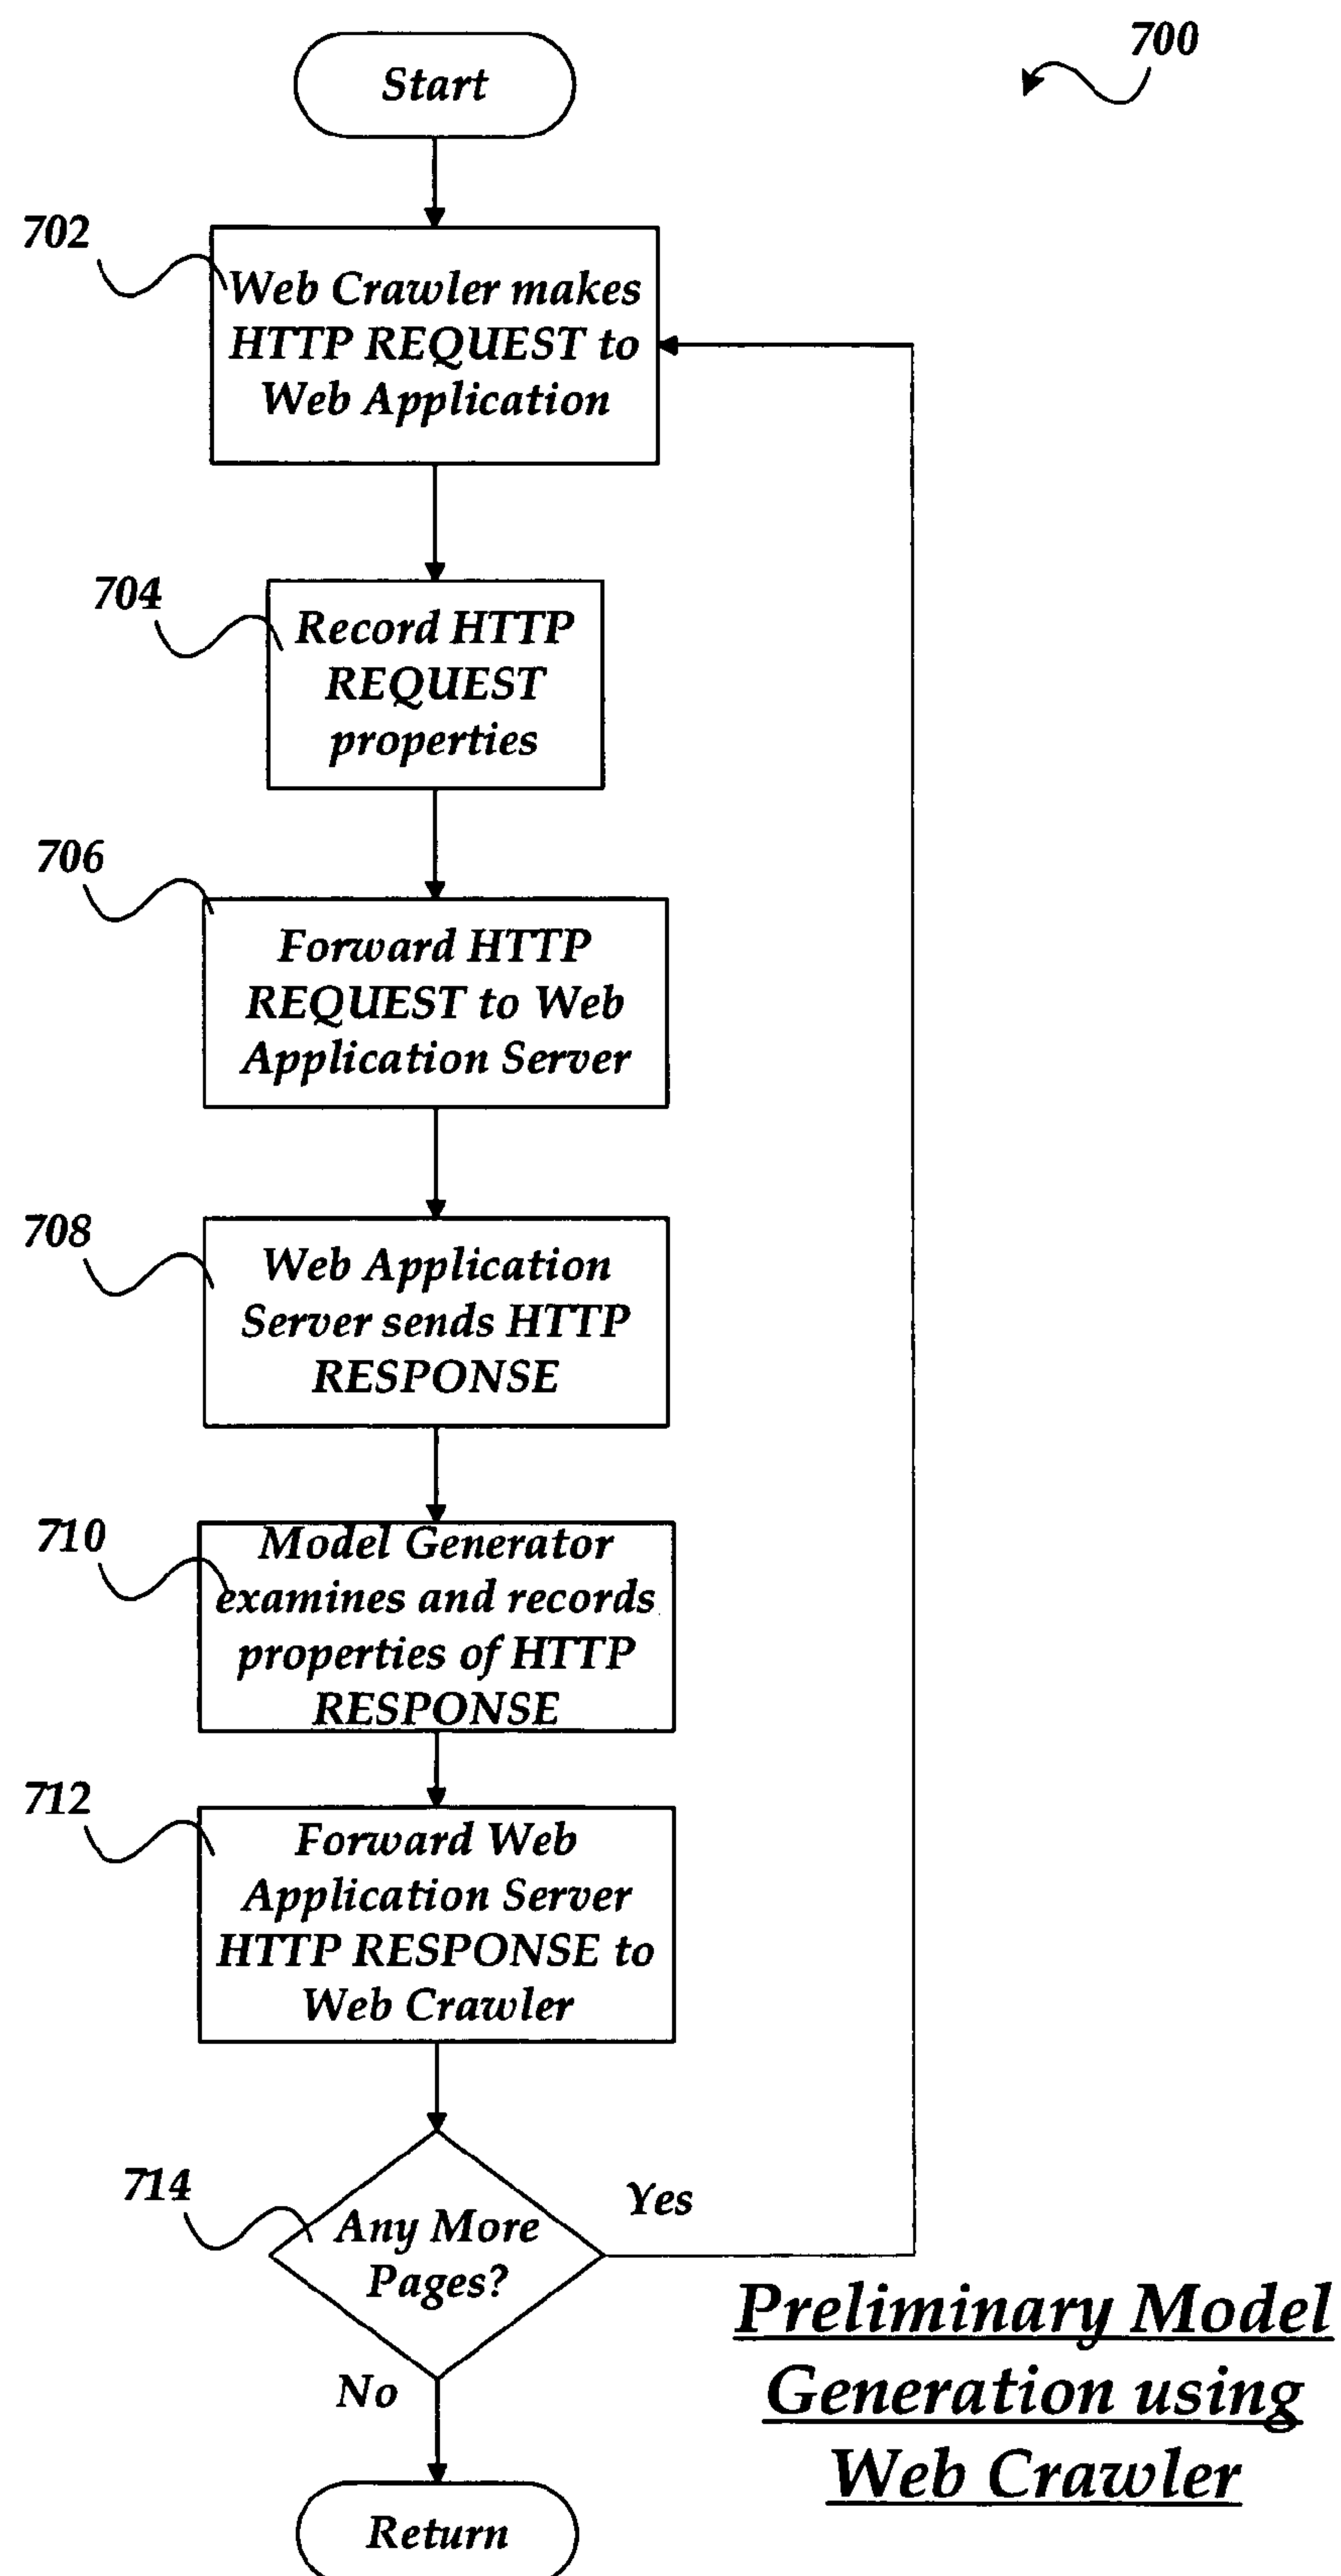 700
Start
702
Web Crawler makes
HTTP REQUEST to
Web Application
704
Record HTTP
REQUEST
properties
706
Forward HTTP
REQUEST to Web
Application Server
708
Web Application
Server sends HTTP
RESPONSE
710
Model Generator
examines and records
properties of HTTP
RESPONSE
712
Forward Web
Application Server
HTTP RESPONSE to
Web Crawler
714
Any More
Pages?
Yes
No
Return
Preliminary Model
Generation using
Web Crawler